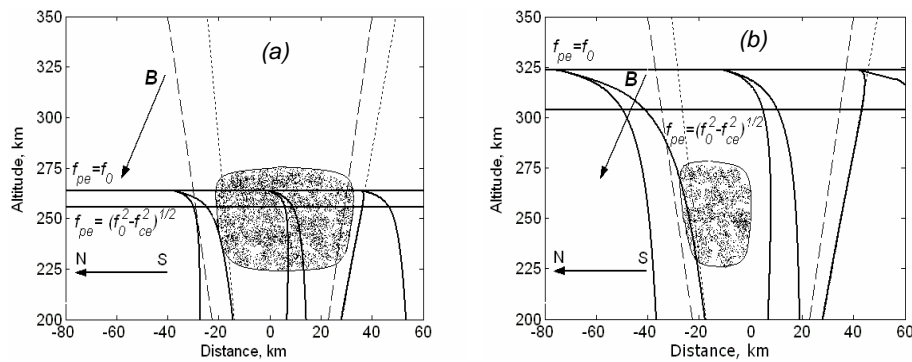 (a)
350
325
300
275
250
225
200
Altitude, km
B
f_pe=f_0
f_pe=(f_0^2-f_ce^2)^1/2
N
S
-80 -60 -40 -20 0 20 40 60
Distance, km
(b)
350
325
300
275
250
225
200
Altitude, km
f_pe=f_0
B
f_pe=(f_0^2-f_ce^2)^1/2
N
S
-80 -60 -40 -20 0 20 40 60
Distance, km